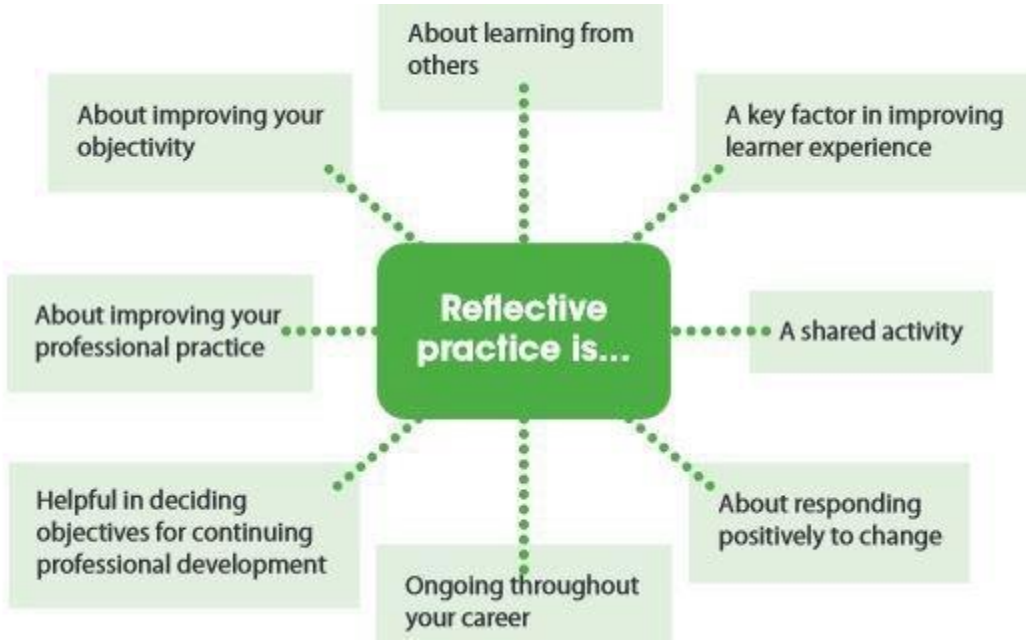 About learning from
others
About improving your
objectivity
A key factor in improving
learner experience
Reflective
practice is...
About improving your
professional practice
A shared activity
Helpful in deciding
objectives for continuing
professional development
About responding
positively to change
Ongoing throughout
your career